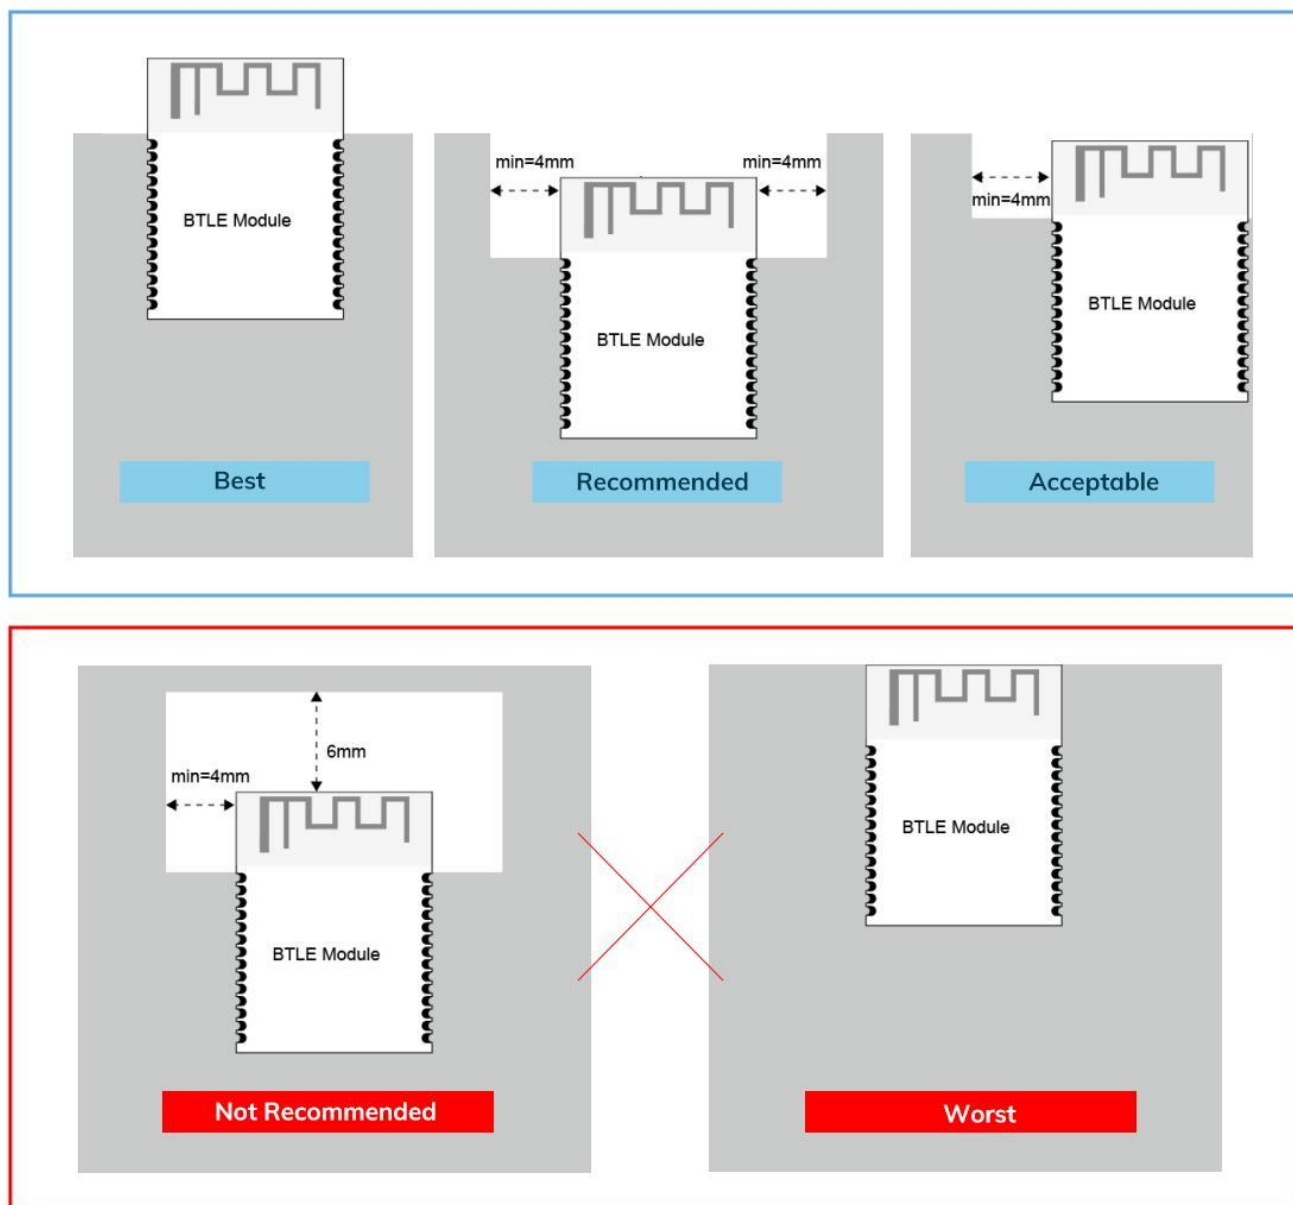 BTLE Module
Best
min=4mm
min=4mm
BTLE Module
Recommended
min=4mm
BTLE Module
Acceptable
6mm
min=4mm
BTLE Module
Not Recommended
BTLE Module
Worst